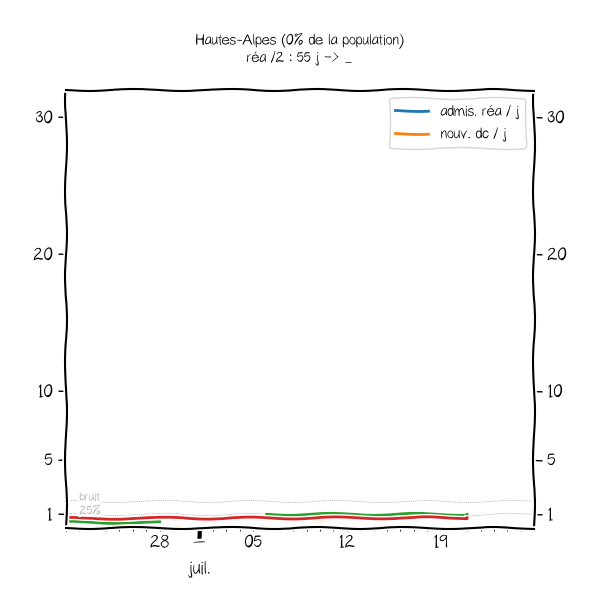 Hautes-Alpes (0% de la population)
réa /2 : 55 j -> _
admis. réa / j
nouv. dc / j
30
30
20
20
10
10
5
5
bruit
25%
1
1
28
1
05
12
19
juil.